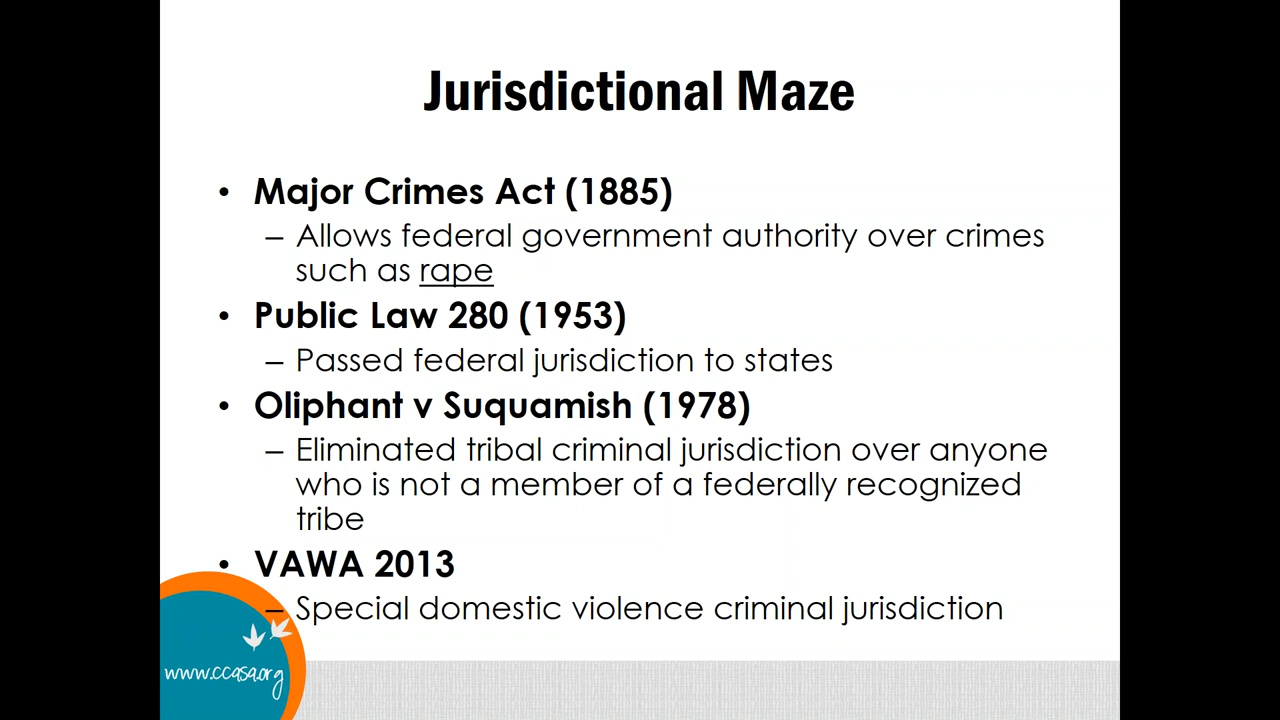 Jurisdictional Maze
• Major Crimes Act (1885)
– Allows federal government authority over crimes
such as rape
• Public Law 280 (1953)
– Passed federal jurisdiction to states
• Oliphant v Suquamish (1978)
– Eliminated tribal criminal jurisdiction over anyone
who is not a member of a federally recognized
tribe
• VAWA 2013
– Special domestic violence criminal jurisdiction
www.ccasa.org